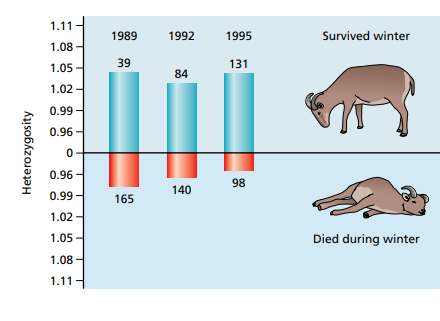 1.11
1.08
1.05
1.02
0.99
0.96
0
0.96
0.99
1.02
1.05
1.08
1.11
Heterozygosity
1989 1992 1995
39 84 131
165 140 98
Survived winter
Died during winter